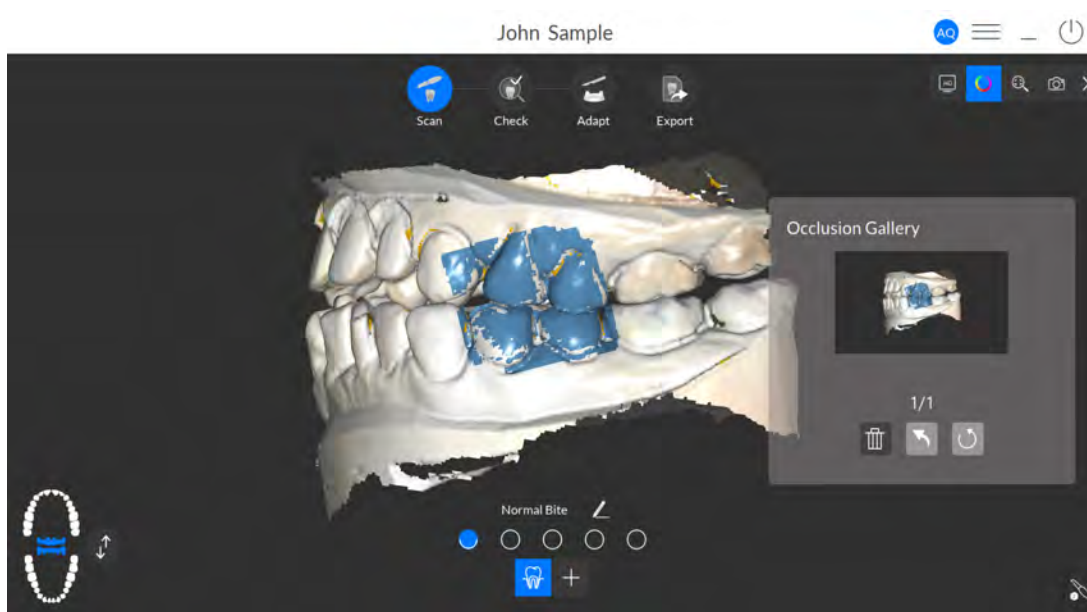 John Sample
AQ
Scan
Check
Adapt
Export
Occlusion Gallery
1/1
Normal Bite